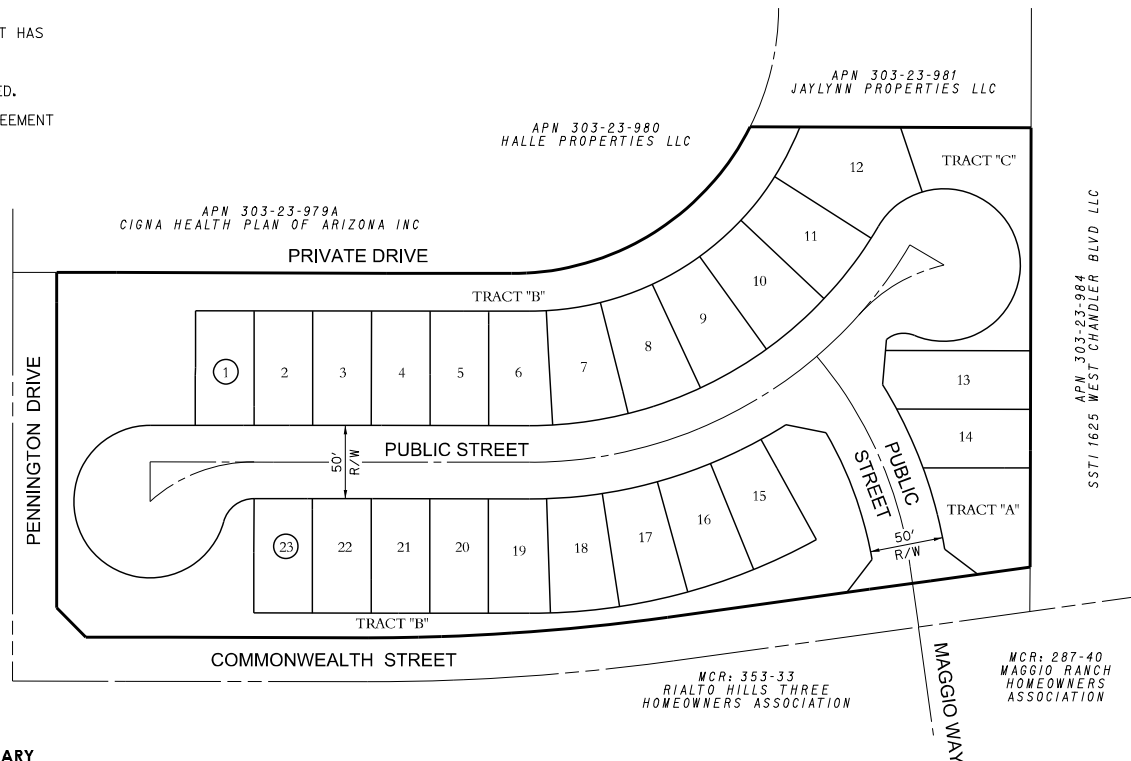 T HAS
ED.
EEMENT
APN 303-23-981
JAYLYNN PROPERTIES LLC
APN 303-23-980
HALLE PROPERTIES LLC
12
TRACT "C"
APN 303-23-979A
CIGNA HEALTH PLAN OF ARIZONA INC
PRIVATE DRIVE
11
10
TRACT "B"
9
8
7
1
2
3
4
5
6
13
14
APN 303-23-984
SSTI 1625 WEST CHANDLER BLVD LLC
PENNINGTON DRIVE
50'
R/W
PUBLIC STREET
PUBLIC
STREET
15
16
17
18
19
20
21
22
23
TRACT "A"
50'
R/W
TRACT "B"
COMMONWEALTH STREET
MCR: 353-33
RIALTO HILLS THREE
HOMEOWNERS ASSOCIATION
MAGGIO WAY
MCR: 287-40
MAGGIO RANCH
HOMEOWNERS
ASSOCIATION
ARY